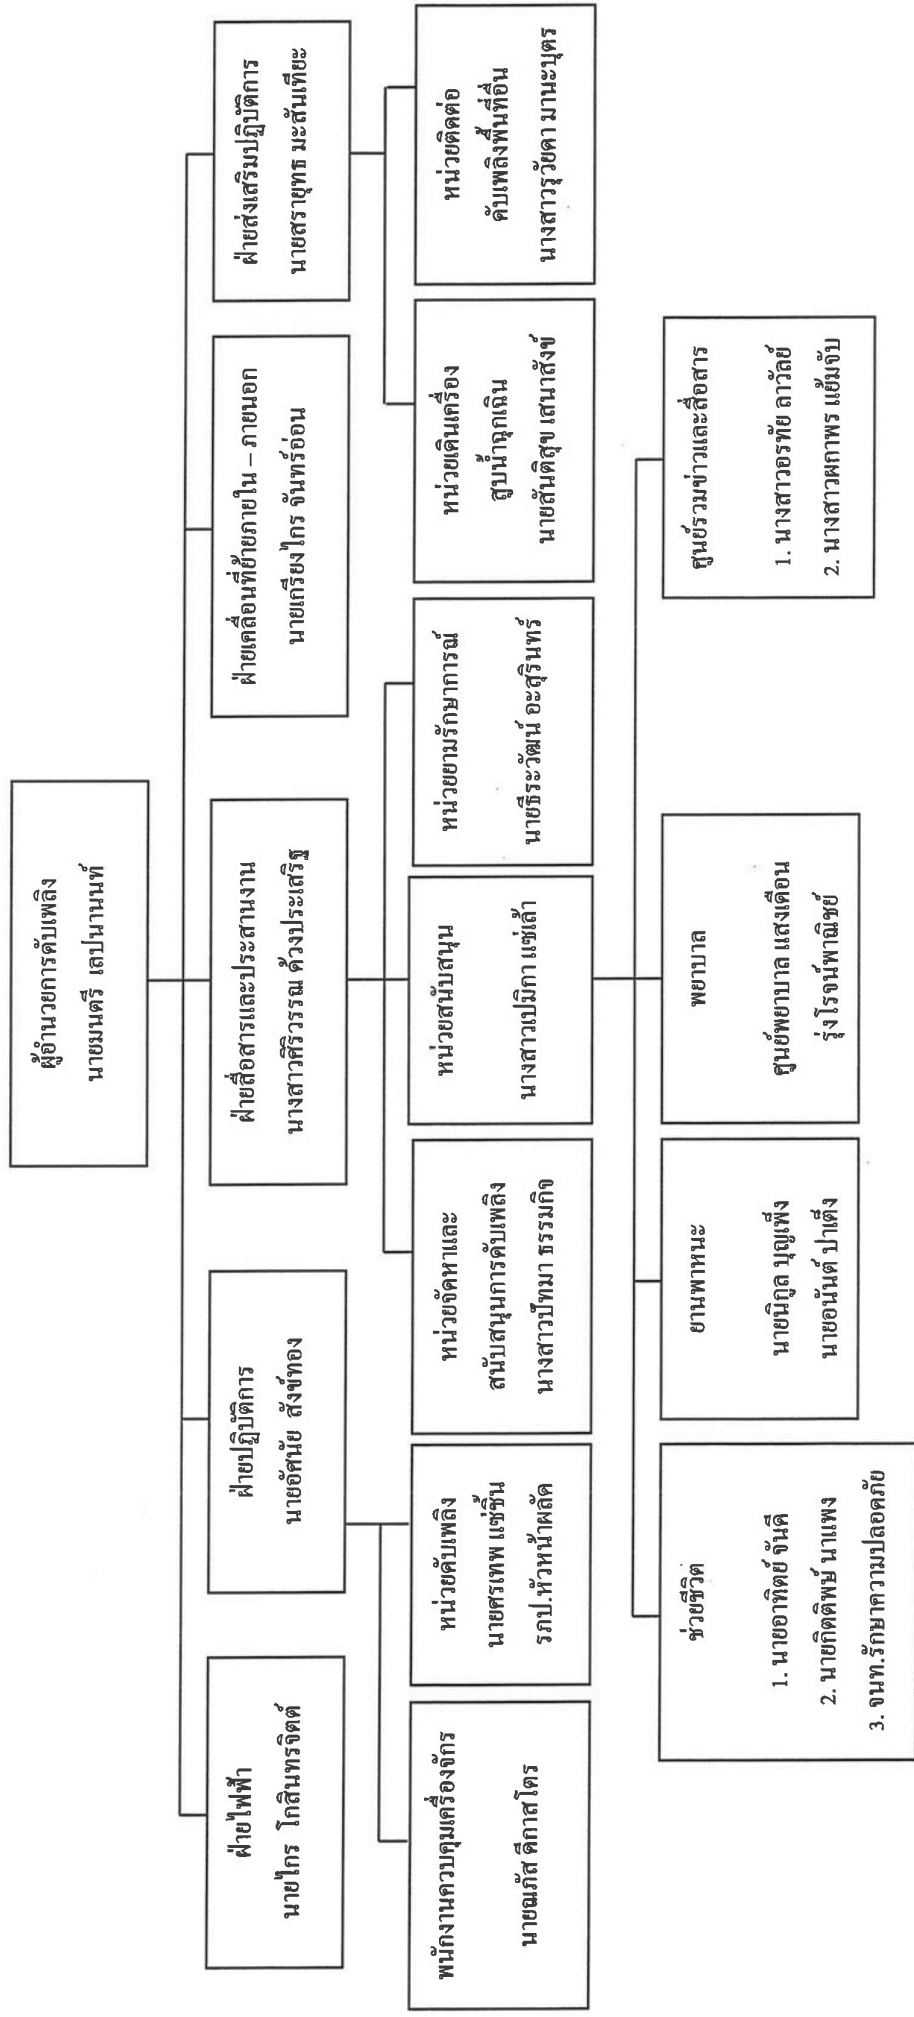 ผู้อำนวยการดับเพลิง
นายมนตรี เลปนานนท์
ฝ่ายไฟฟ้า
นายไกร โกสินทรจิตต์
ฝ่ายปฏิบัติการ
นายอัศนัย สังข์ทอง
ฝ่ายสื่อสารและประสานงาน
นางสาวศิริวรรณ ด้วงประเสริฐ
ฝ่ายเคลื่อนที่ย้ายภายใน – ภายนอก
นายเกรียงไกร จันทร์อ่อน
ฝ่ายส่งเสริมปฏิบัติการ
นายสรายุทธ มะสันเทียะ
พนักงานควบคุมเครื่องจักร
นายณภัส คีกาสโตร
หน่วยดับเพลิง
นายศรเทพ แซ่ซิ้น
รภป.หัวหน้าผลัด
หน่วยจัดหาและ
สนับสนุนการดับเพลิง
นางสาวปัทมา ธรรมกิจ
หน่วยสนับสนุน
นางสาวเปมิกา แซ่เล้า
หน่วยยามรักษาการณ์
นายธีระวัฒน์ อะสุรินทร์
หน่วยเดินเครื่อง
สูบน้ำฉุกเฉิน
นายสันติสุข เสนาสังข์
หน่วยติดต่อ
ดับเพลิงพื้นที่อื่น
นางสาวรุวัยดา มานะบุตร
ช่วยชีวิต
1. นายอาทิตย์ จันดี
2. นายกิตติพษ์ นาแพง
3. จนท.รักษาความปลอดภัย
ยานพาหนะ
นายนิกูล บุญเพ็ง
นายอนันต์ ปาเต็ง
พยาบาล
ศูนย์พยาบาล แสงเดือน
รุ่งโรจน์พาณิชย์
ศูนย์รวมข่าวและสื่อสาร
1. นางสาวอรทัย ลาวัลย์
2. นางสาวผกาพร แย้มจับ